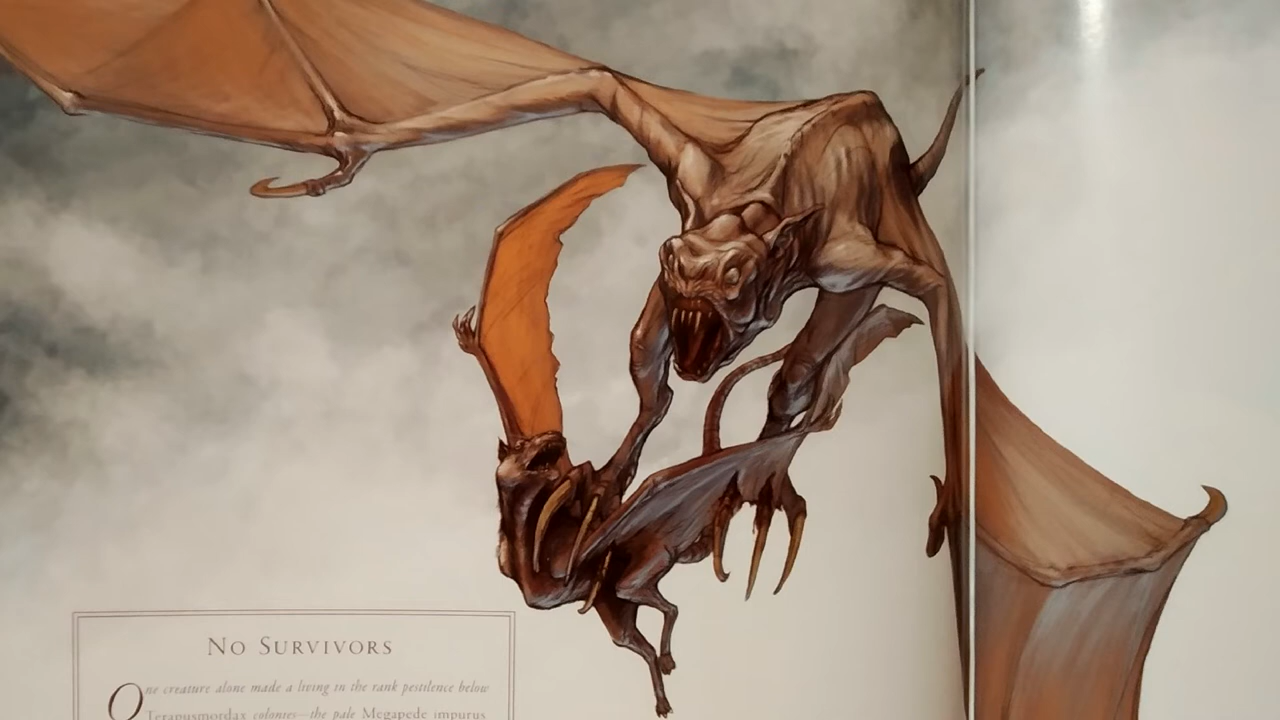 No Survivors
One creature alone made a living in the rank pestilence below
Terapusmordax colonies—the pale Megapede impurus